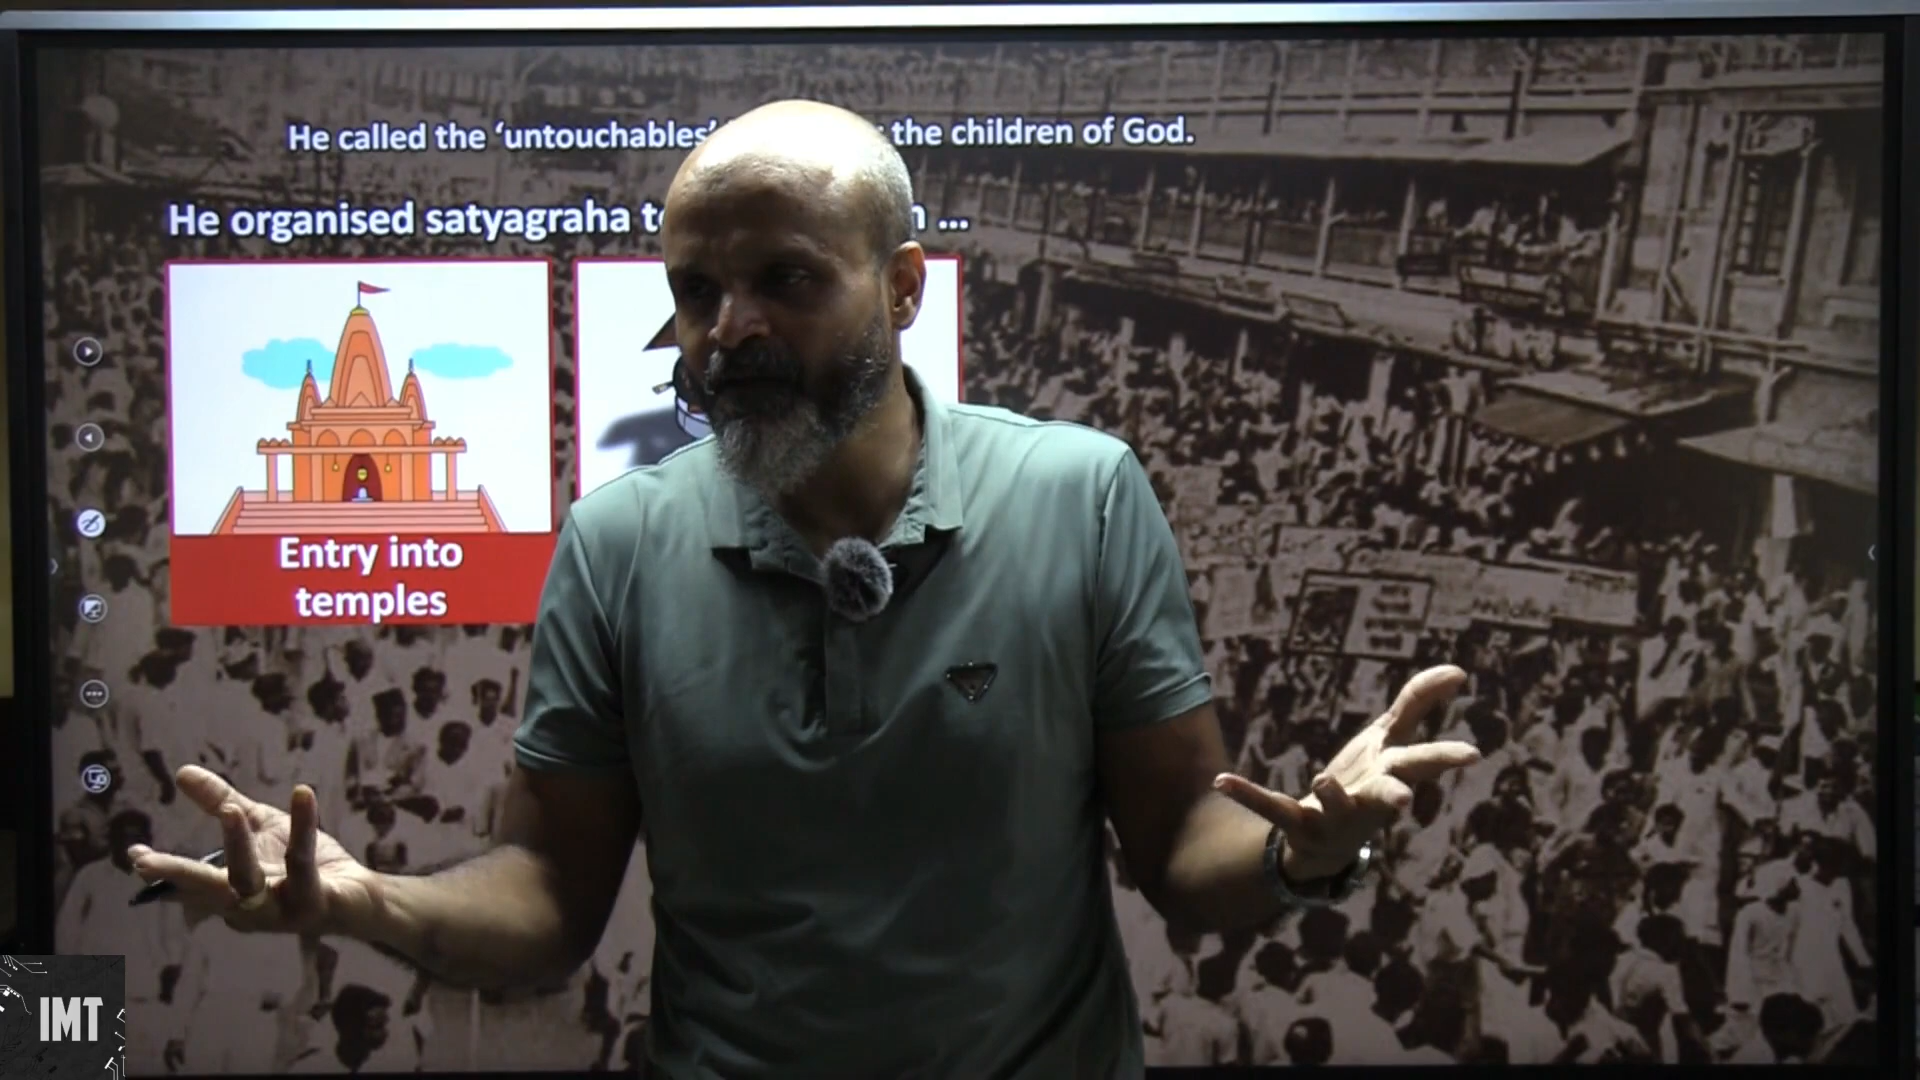 He called the ‘untouchables’ the children of God.
He organised satyagraha ...
Entry into
temples
IMT